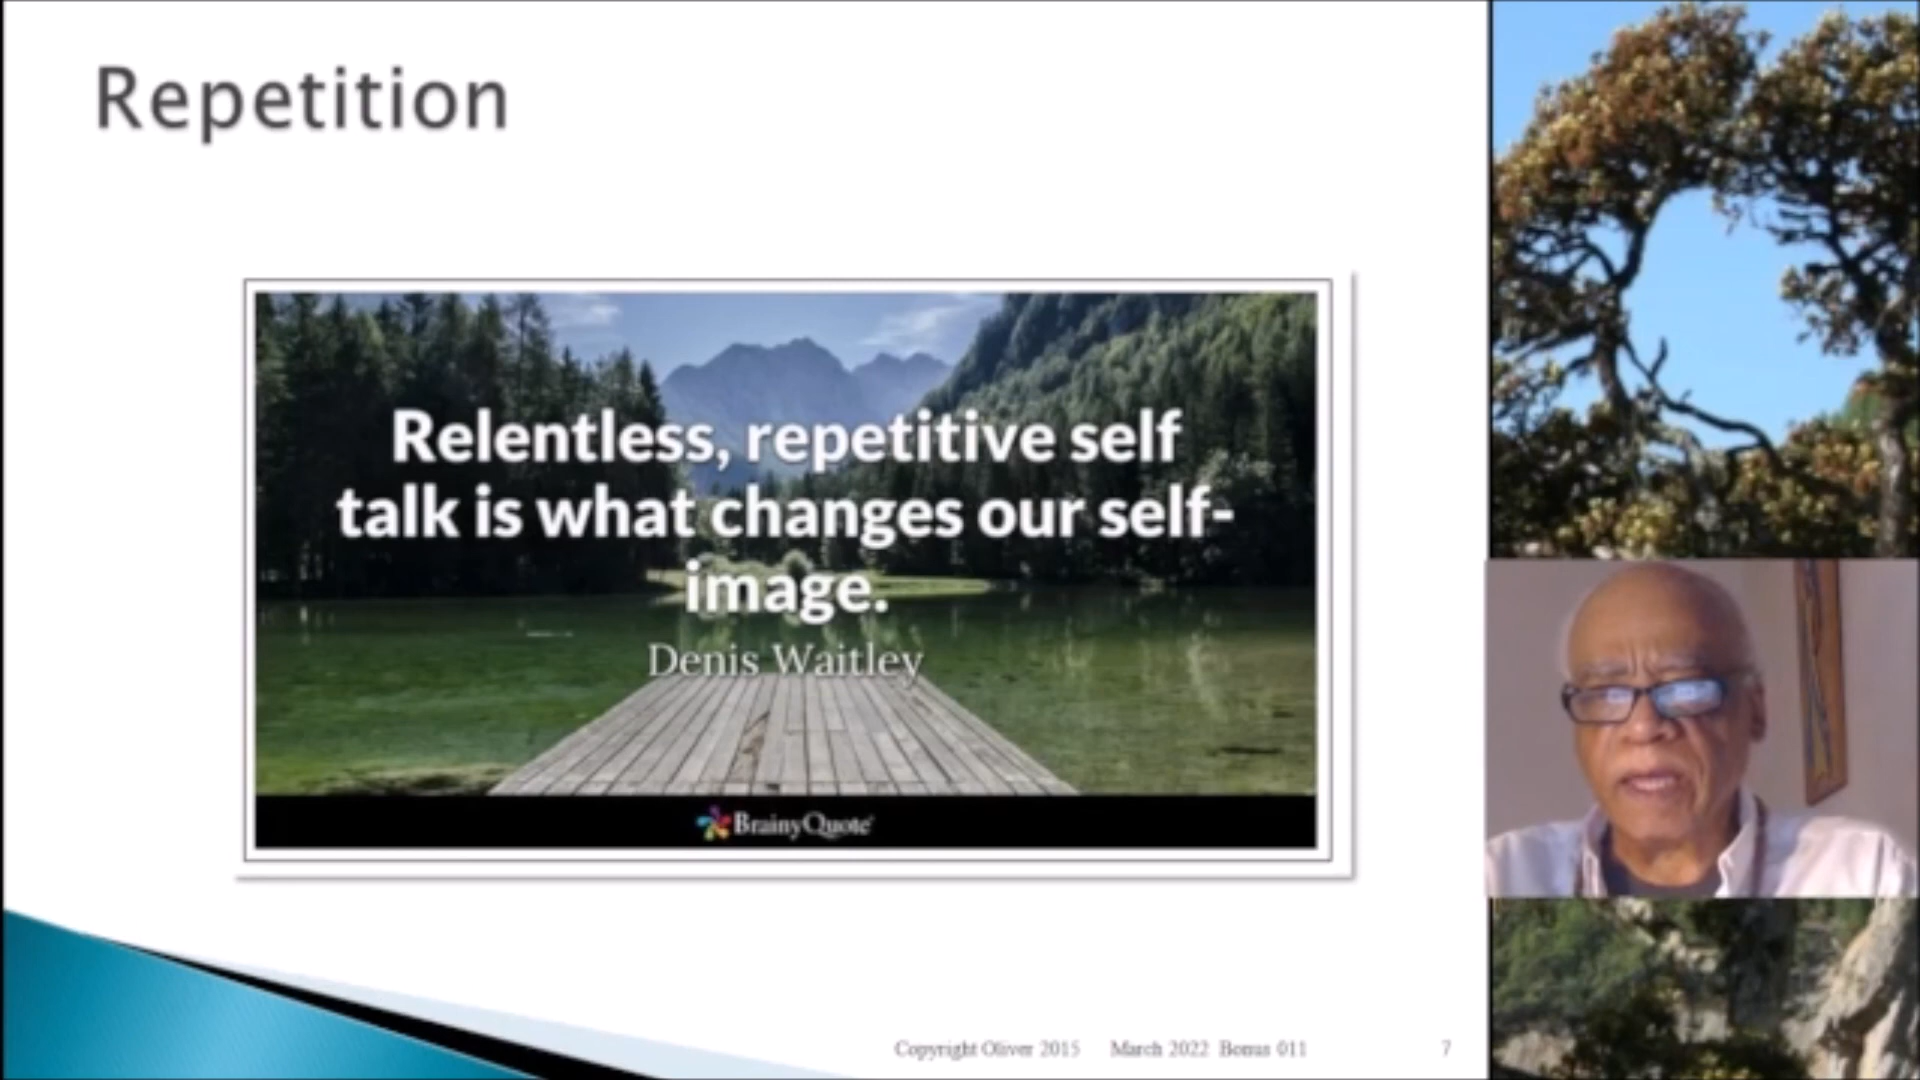 Repetition
Relentless, repetitive self
talk is what changes our self-
image.
Denis Waitley
BrainyQuote
Copyright Oliver 2015 March 2022 Bonus 011 7